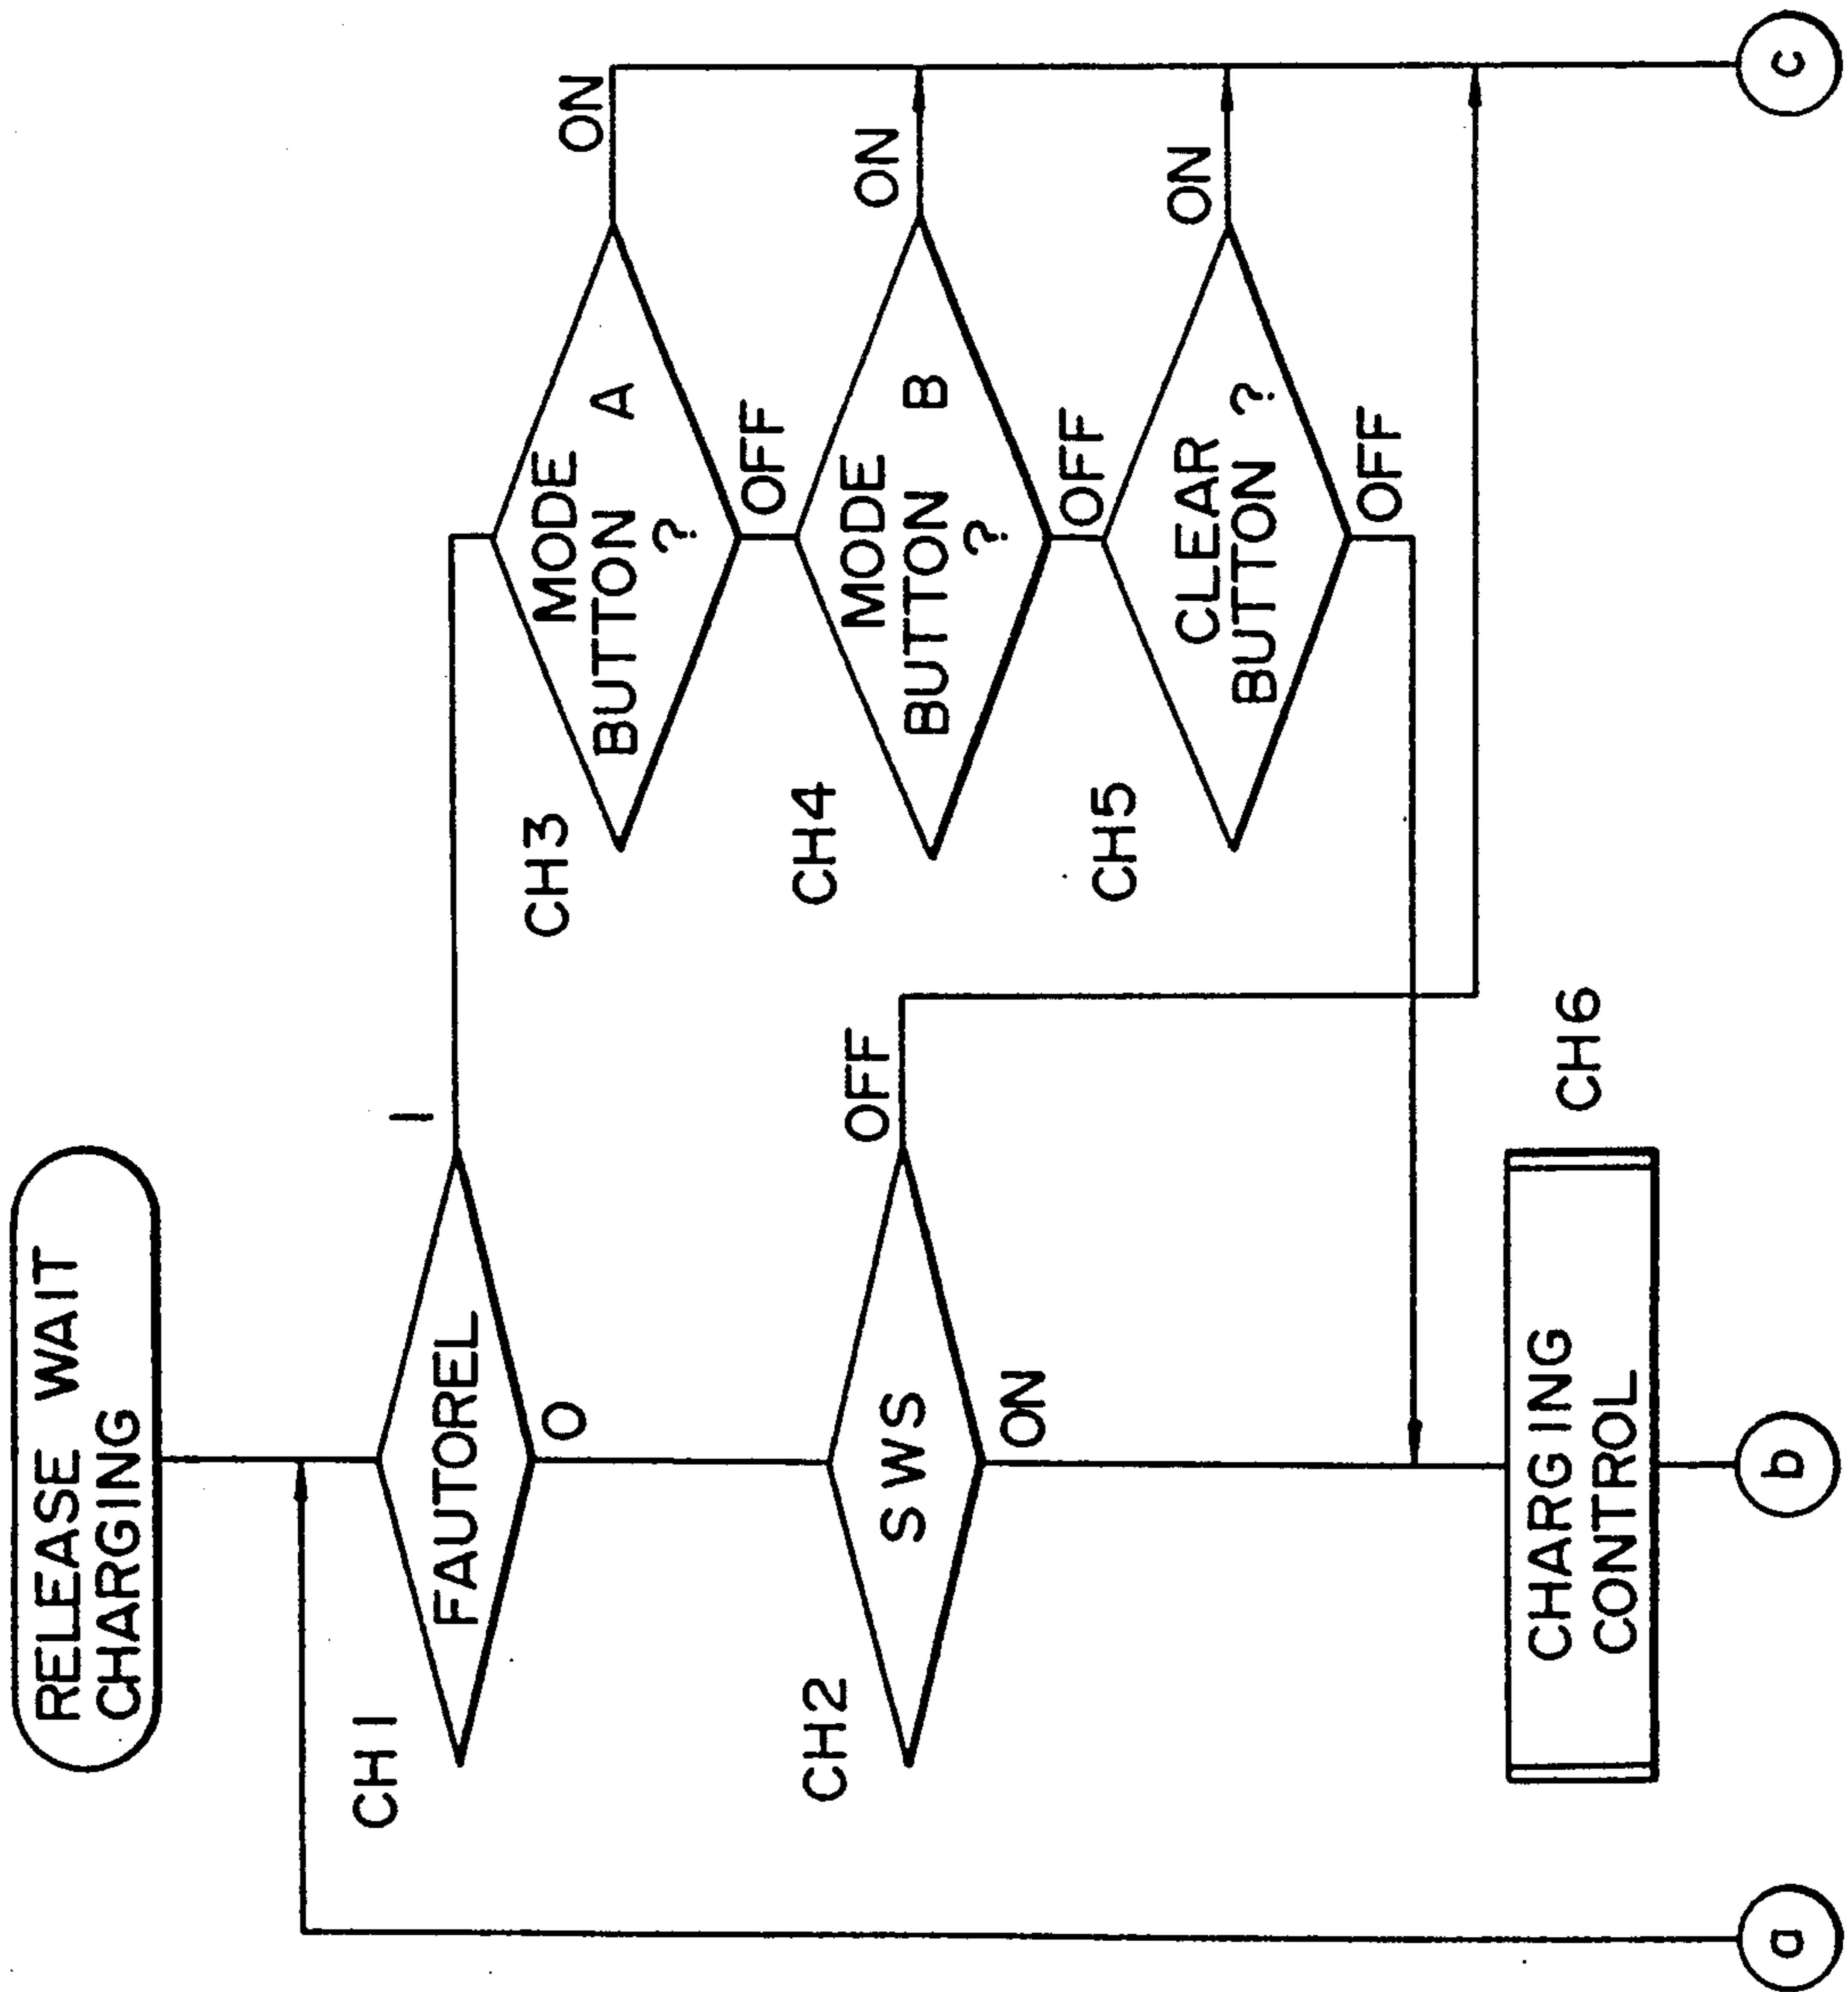 RELEASE WAIT
CHARGING
CH1
FAUTOREL
1
0
CH2
SWS
OFF
ON
CH3
MODE A
BUTTON
?
ON
OFF
CH4
MODE B
BUTTON
?
ON
OFF
CH5
CLEAR
BUTTON ?
ON
OFF
CHARGING
CONTROL
CH6
a
b
c